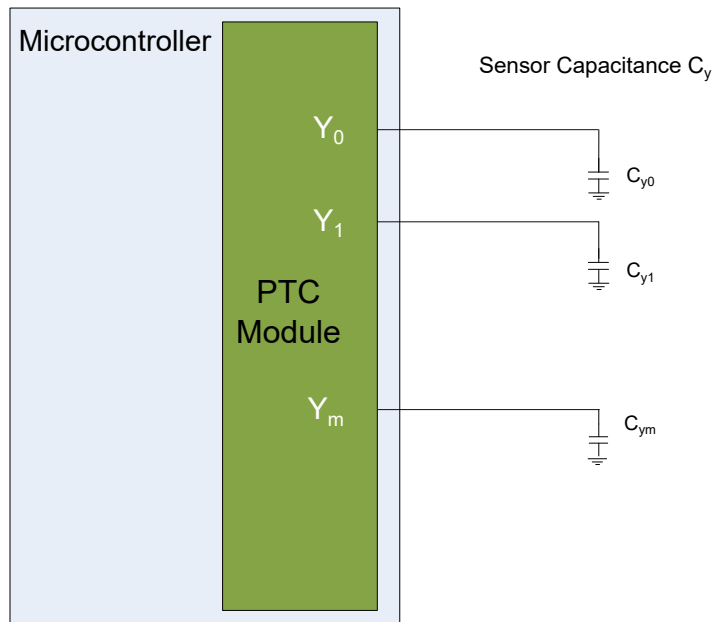 Microcontroller
Sensor Capacitance Cy
Y0
Cy0
Y1
Cy1
PTC
Module
Ym
Cym